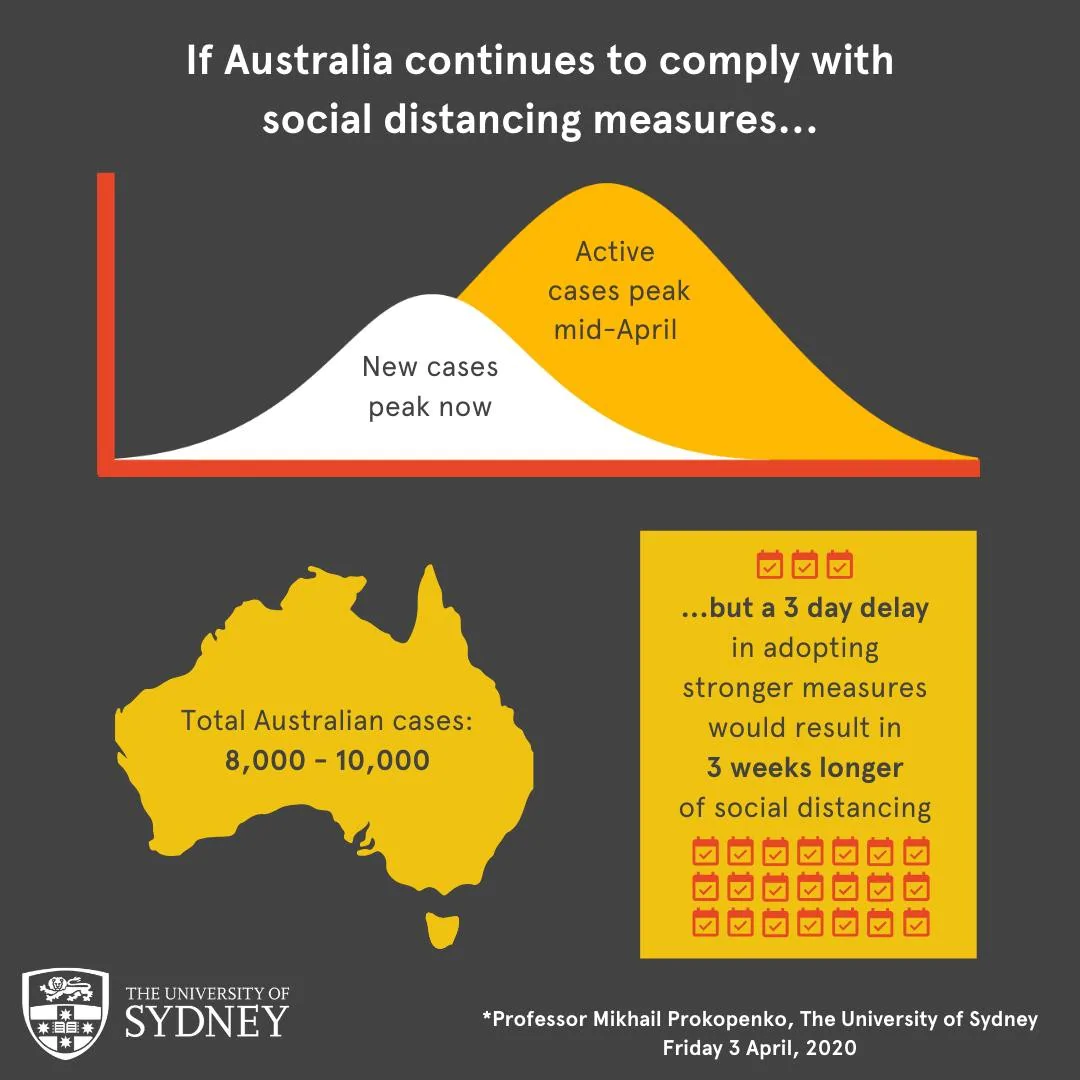 If Australia continues to comply with
social distancing measures...
Active
cases peak
mid-April
New cases
peak now
Total Australian cases:
8,000 - 10,000
...but a 3 day delay
in adopting
stronger measures
would result in
3 weeks longer
of social distancing
THE UNIVERSITY OF
SYDNEY
*Professor Mikhail Prokopenko, The University of Sydney
Friday 3 April, 2020